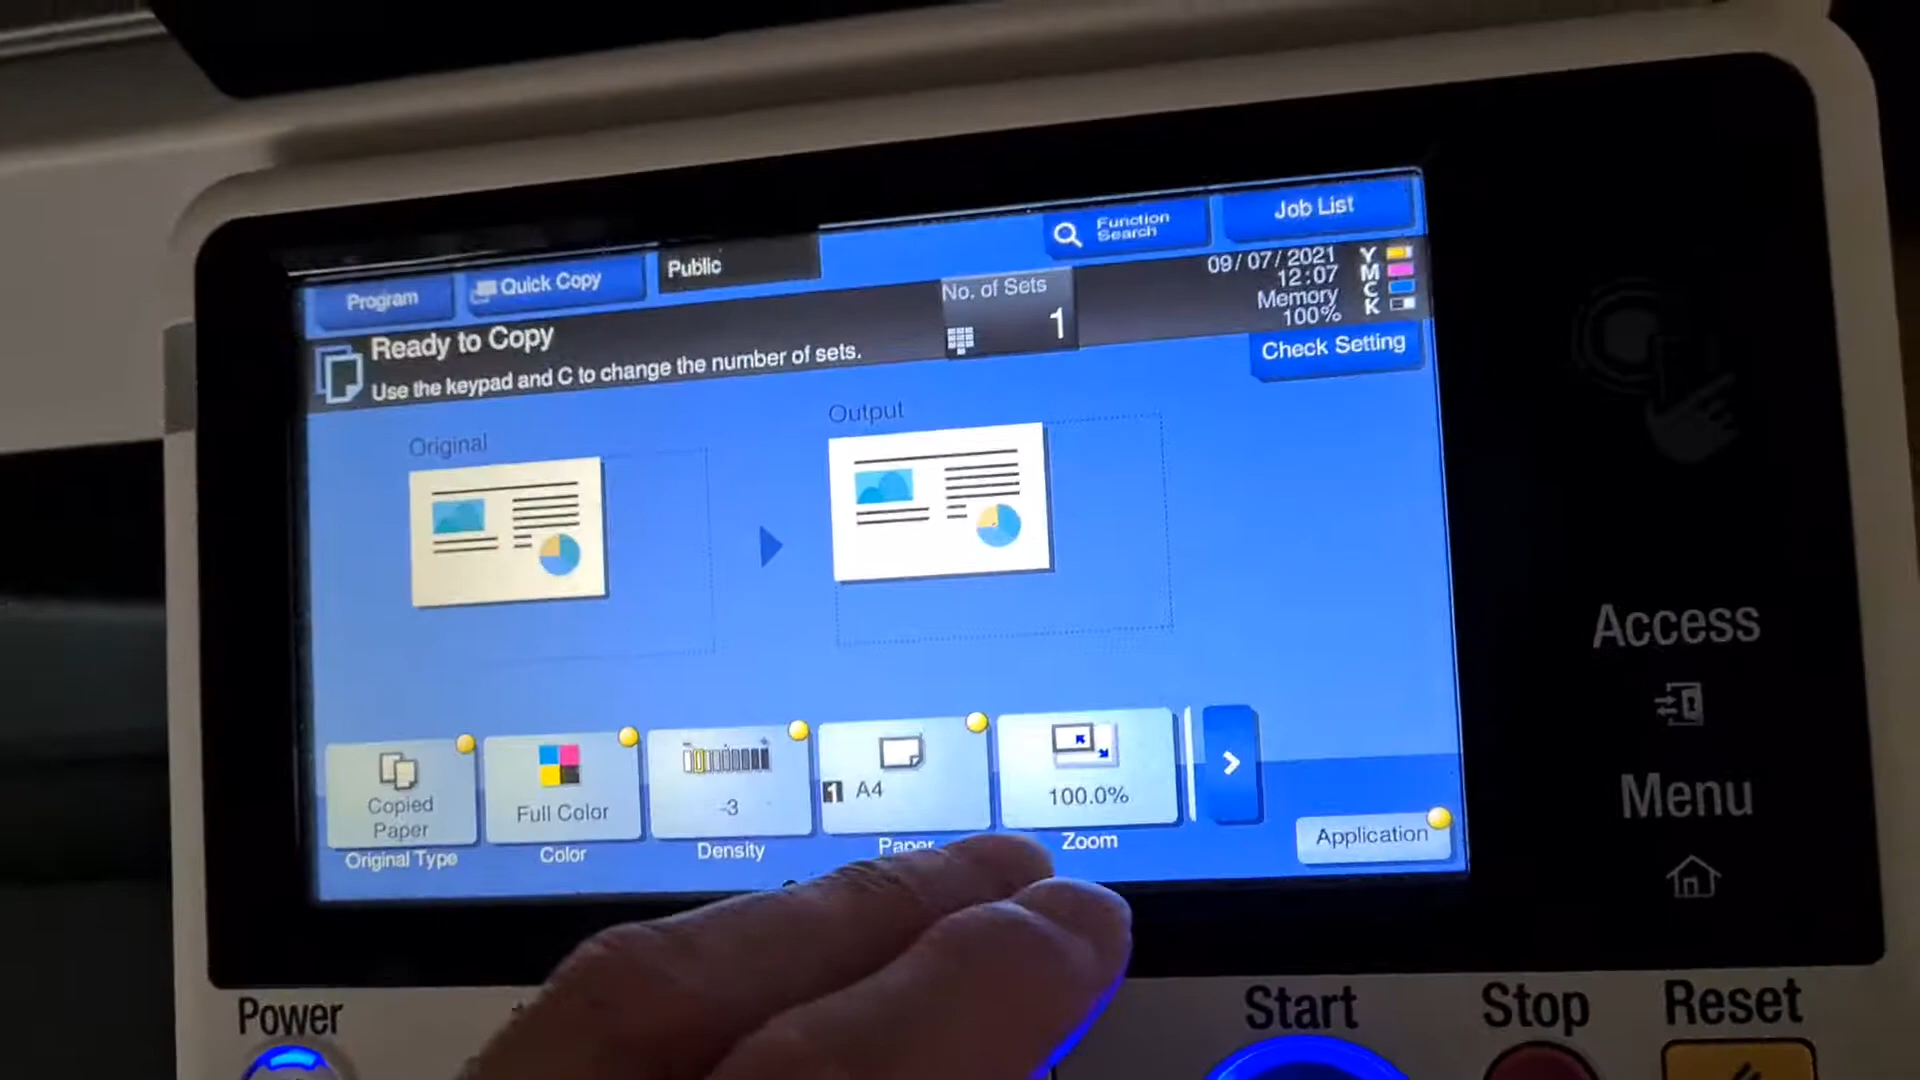 Function
Search
Job List
Program
Quick Copy
Public
No. of Sets
1
09/07/2021
12:07
Memory
100%
Y
M
C
K
Ready to Copy
Use the keypad and C to change the number of sets.
Check Setting
Original
Output
Copied
Paper
Full Color
-3
1 A4
100.0%
Original Type
Color
Density
Paper
Zoom
Application
Access
Menu
Power
Start
Stop
Reset